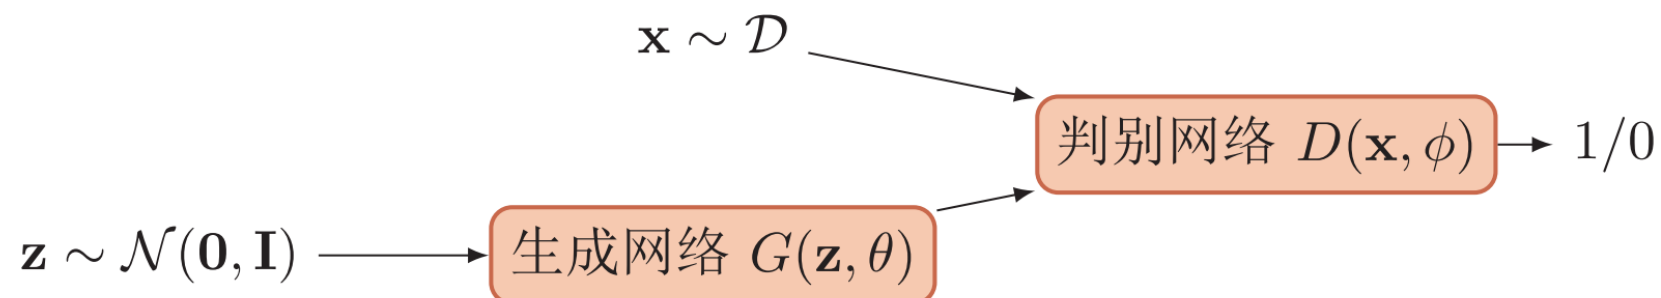 x ∼ 𝒟
判别网络 D(x, ϕ)
1/0
z ∼ 𝒩(0, I)
生成网络 G(z, θ)